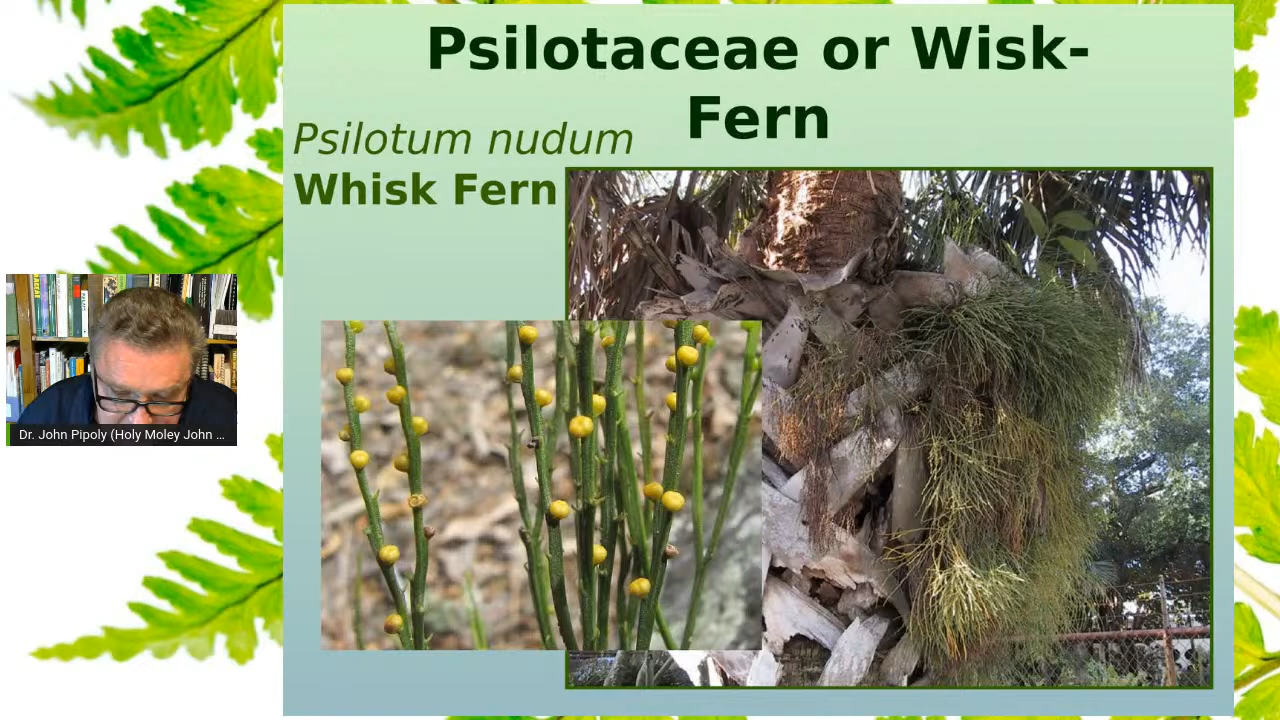 Psilotaceae or Wisk-
Fern
Psilotum nudum
Whisk Fern
Dr. John Pipoly (Holy Moley John ...